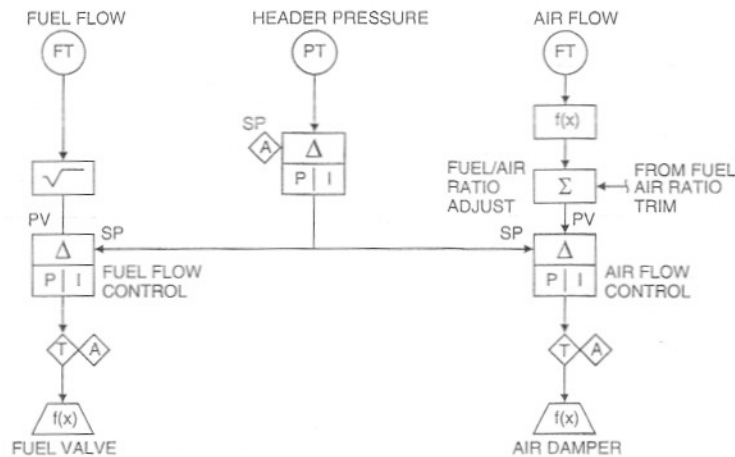 FUEL FLOW
HEADER PRESSURE
AIR FLOW
FT
PT
FT
SP
A
Δ
P I
f(x)
FUEL/AIR
RATIO
ADJUST
Σ
FROM FUEL
AIR RATIO
TRIM
√
PV
SP
Δ
P I
FUEL FLOW
CONTROL
PV
SP
Δ
P I
AIR FLOW
CONTROL
T A
T A
f(x)
f(x)
FUEL VALVE
AIR DAMPER